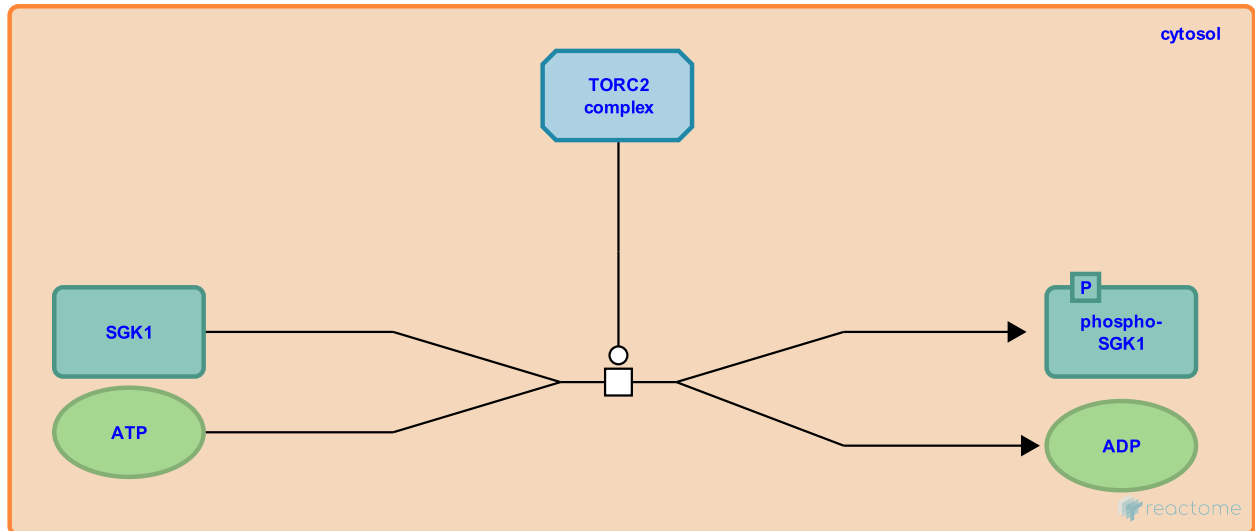 cytosol
TORC2
complex
SGK1
P
phospho-
SGK1
ATP
ADP
reactome